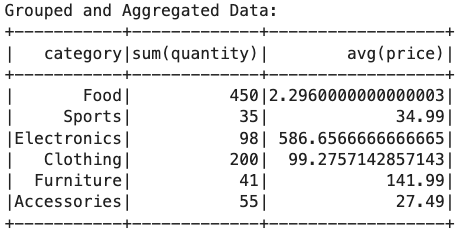 Grouped and Aggregated Data:
+-----------+-------------+------------------+
|   category|sum(quantity)|        avg(price)|
+-----------+-------------+------------------+
|       Food|          450|2.2960000000000003|
|     Sports|           35|             34.99|
|Electronics|           98| 586.6566666666665|
|   Clothing|          200|  99.2757142857143|
|  Furniture|           41|            141.99|
|Accessories|           55|             27.49|
+-----------+-------------+------------------+